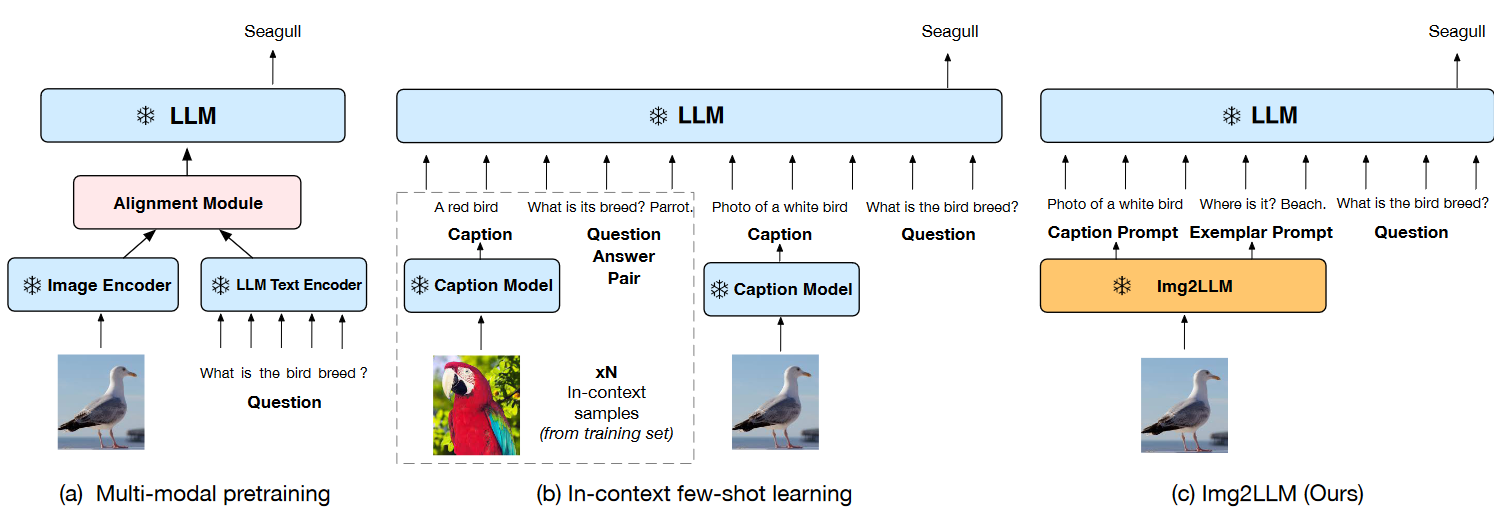 Seagull
LLM
Alignment Module
Image Encoder
LLM Text Encoder
What is the bird breed ?
Question
(a) Multi-modal pretraining
Seagull
LLM
A red bird
What is its breed? Parrot.
Photo of a white bird
What is the bird breed?
Caption
Question
Answer
Pair
Caption
Question
Caption Model
Caption Model
xN
In-context
samples
(from training set)
(b) In-context few-shot learning
Seagull
LLM
Photo of a white bird
Where is it? Beach.
What is the bird breed?
Caption Prompt
Exemplar Prompt
Question
Img2LLM
(c) Img2LLM (Ours)